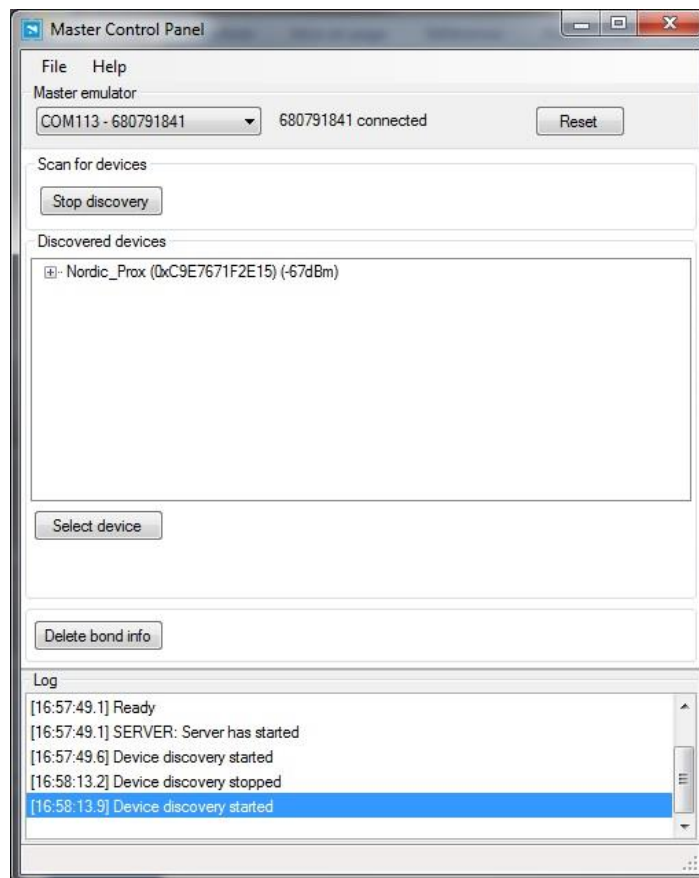 Master Control Panel
File Help
Master emulator
COM113 - 680791841 680791841 connected Reset
Scan for devices
Stop discovery
Discovered devices
Nordic_Prox (0xC9E7671F2E15) (-67dBm)
Select device
Delete bond info
Log
[16:57:49.1] Ready
[16:57:49.1] SERVER: Server has started
[16:57:49.6] Device discovery started
[16:58:13.2] Device discovery stopped
[16:58:13.9] Device discovery started